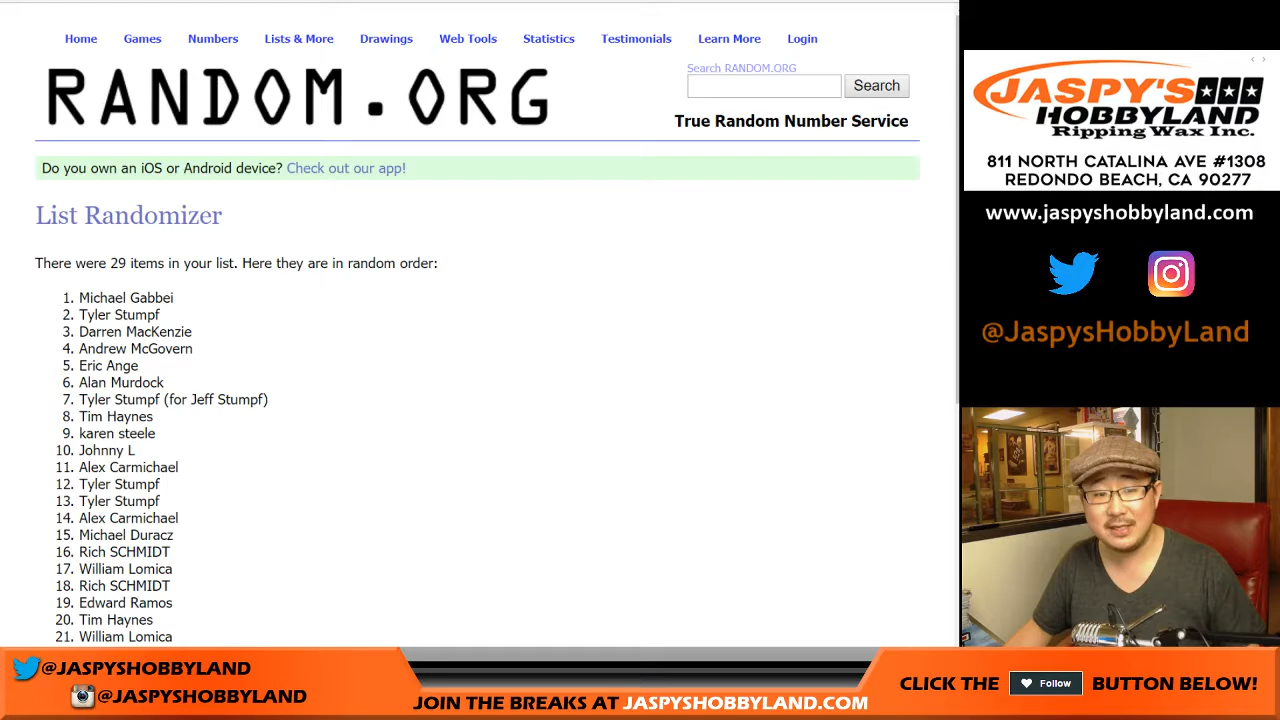 Home Games Numbers Lists & More Drawings Web Tools Statistics Testimonials Learn More Login
RANDOM.ORG
Search RANDOM.ORG
Search
True Random Number Service
Do you own an iOS or Android device? Check out our app!
List Randomizer
There were 29 items in your list. Here they are in random order:
1. Michael Gabbei
2. Tyler Stumpf
3. Darren MacKenzie
4. Andrew McGovern
5. Eric Ange
6. Alan Murdock
7. Tyler Stumpf (for Jeff Stumpf)
8. Tim Haynes
9. karen steele
10. Johnny L
11. Alex Carmichael
12. Tyler Stumpf
13. Tyler Stumpf
14. Alex Carmichael
15. Michael Duracz
16. Rich SCHMIDT
17. William Lomica
18. Rich SCHMIDT
19. Edward Ramos
20. Tim Haynes
21. William Lomica
JASPY'S
HOBBYLAND
Ripping Wax Inc.
811 NORTH CATALINA AVE #1308
REDONDO BEACH, CA 90277
www.jaspyshobbyland.com
@JaspysHobbyLand
@JASPYSHOBBYLAND
@JASPYSHOBBYLAND
JOIN THE BREAKS AT JASPYSHOBBYLAND.COM
CLICK THE Follow BUTTON BELOW!